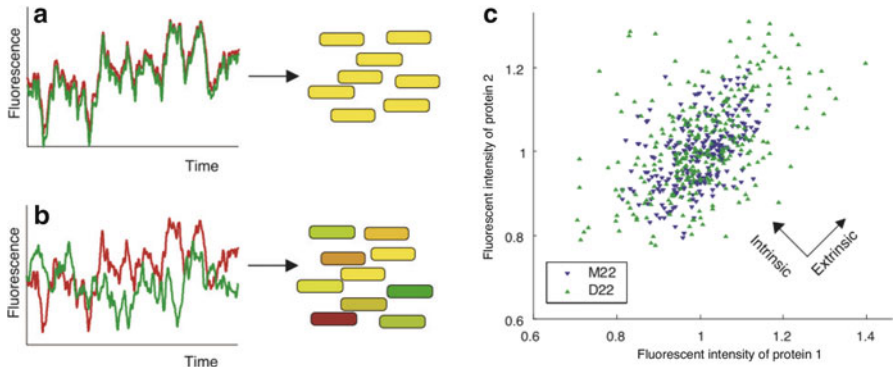 a
Fluorescence
Time
b
Fluorescence
Time
c
Fluorescent intensity of protein 2
1.2
1
0.8
0.6
0.6
0.8
1
1.2
1.4
Fluorescent intensity of protein 1
M22
D22
Intrinsic
Extrinsic